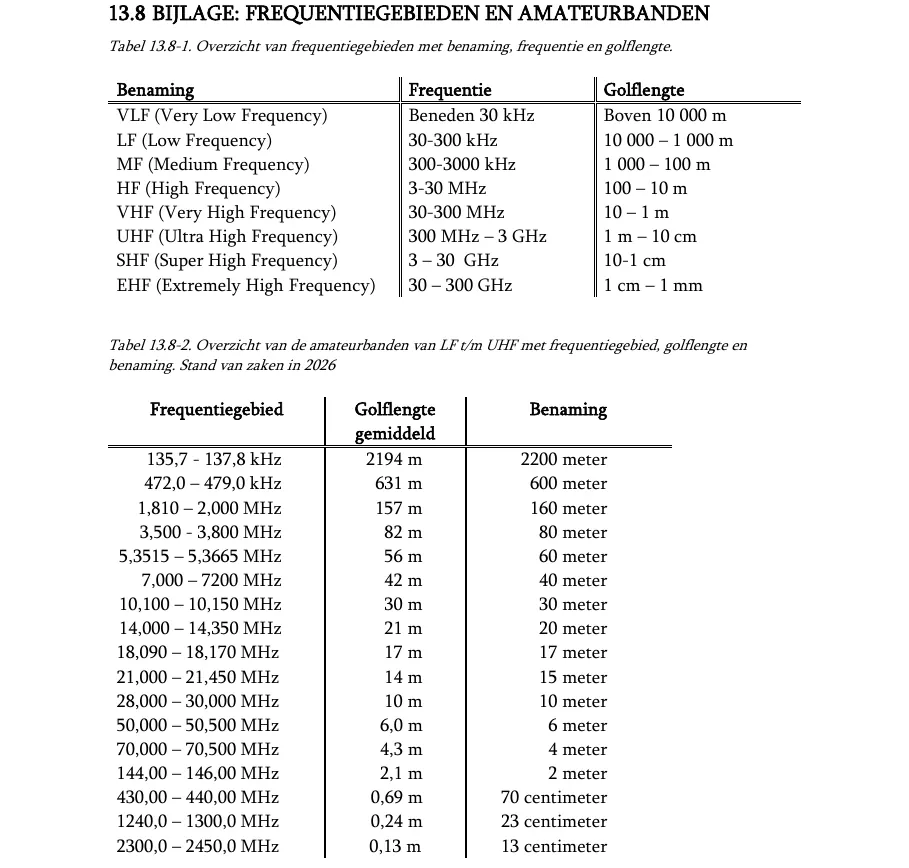 13.8 BIJLAGE: FREQUENTIEGEBIEDEN EN AMATEURBANDEN
Tabel 13.8-1. Overzicht van frequentiegebieden met benaming, frequentie en golflengte.
Benaming Frequentie Golflengte
VLF (Very Low Frequency) Beneden 30 kHz Boven 10 000 m
LF (Low Frequency) 30-300 kHz 10 000 – 1 000 m
MF (Medium Frequency) 300-3000 kHz 1 000 – 100 m
HF (High Frequency) 3-30 MHz 100 – 10 m
VHF (Very High Frequency) 30-300 MHz 10 – 1 m
UHF (Ultra High Frequency) 300 MHz – 3 GHz 1 m – 10 cm
SHF (Super High Frequency) 3 – 30 GHz 10-1 cm
EHF (Extremely High Frequency) 30 – 300 GHz 1 cm – 1 mm
Tabel 13.8-2. Overzicht van de amateurbanden van LF t/m UHF met frequentiegebied, golflengte en
benaming. Stand van zaken in 2026
Frequentiegebied Golflengte Benaming
gemiddeld
135,7 - 137,8 kHz 2194 m 2200 meter
472,0 – 479,0 kHz 631 m 600 meter
1,810 – 2,000 MHz 157 m 160 meter
3,500 - 3,800 MHz 82 m 80 meter
5,3515 – 5,3665 MHz 56 m 60 meter
7,000 – 7200 MHz 42 m 40 meter
10,100 – 10,150 MHz 30 m 30 meter
14,000 – 14,350 MHz 21 m 20 meter
18,090 – 18,170 MHz 17 m 17 meter
21,000 – 21,450 MHz 14 m 15 meter
28,000 – 30,000 MHz 10 m 10 meter
50,000 – 50,500 MHz 6,0 m 6 meter
70,000 – 70,500 MHz 4,3 m 4 meter
144,00 – 146,00 MHz 2,1 m 2 meter
430,00 – 440,00 MHz 0,69 m 70 centimeter
1240,0 – 1300,0 MHz 0,24 m 23 centimeter
2300,0 – 2450,0 MHz 0,13 m 13 centimeter